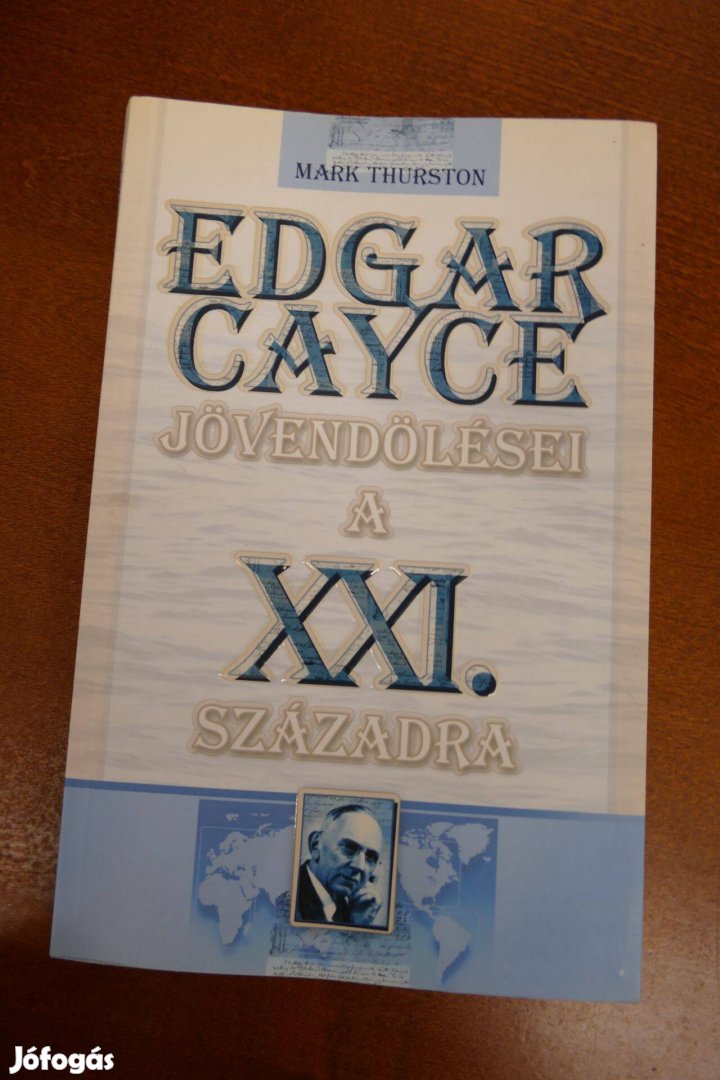 MARK THURSTON
EDGAR
CAYCE
JÖVENDÖLÉSEI
A
XXI.
SZÁZADRA
Jófogás